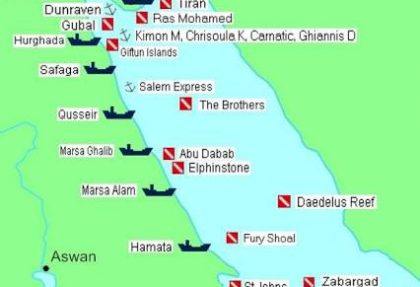 Tiran
Dunraven
Ras Mohamed
Gubal
Kimon M, Chrisoula K, Carnatic, Ghiannis D
Hurghada
Giftun Islands
Safaga
Salem Express
The Brothers
Qusseir
Marsa Ghalib
Abu Dabab
Elphinstone
Marsa Alam
Daedelus Reef
Fury Shoal
Hamata
Aswan
St Johns
Zabargad